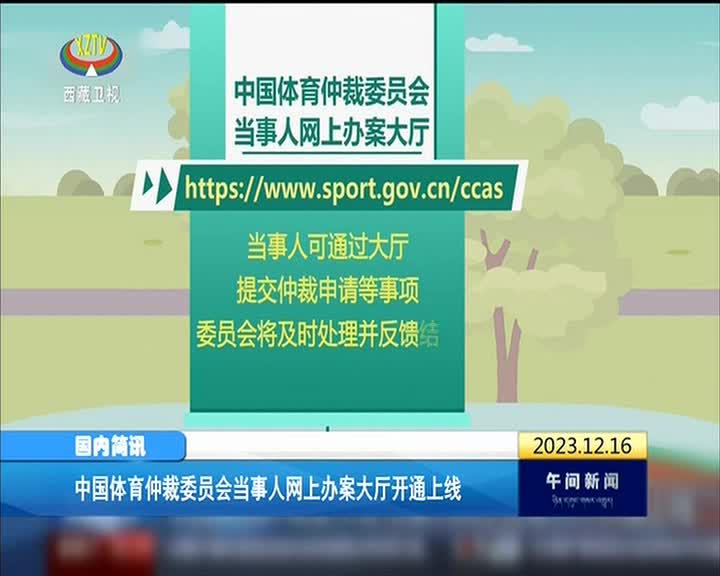 XZTV
西藏卫视
中国体育仲裁委员会
当事人网上办案大厅
https://www.sport.gov.cn/ccas
当事人可通过大厅
提交仲裁申请等事项
委员会将及时处理并反馈结
国内简讯
2023.12.16
中国体育仲裁委员会当事人网上办案大厅开通上线
午间新闻